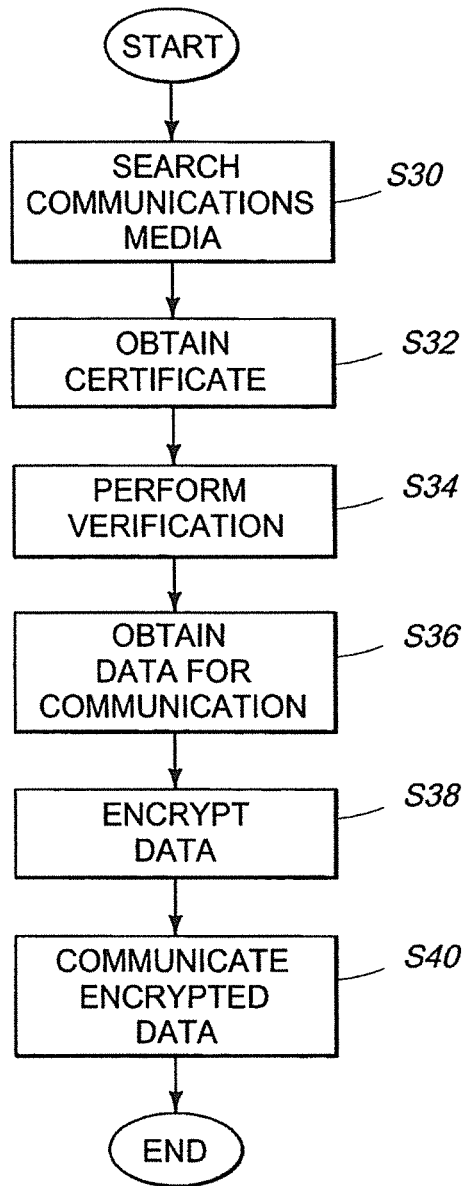 START
SEARCH
COMMUNICATIONS
MEDIA
S30
OBTAIN
CERTIFICATE
S32
PERFORM
VERIFICATION
S34
OBTAIN
DATA FOR
COMMUNICATION
S36
ENCRYPT
DATA
S38
COMMUNICATE
ENCRYPTED
DATA
S40
END